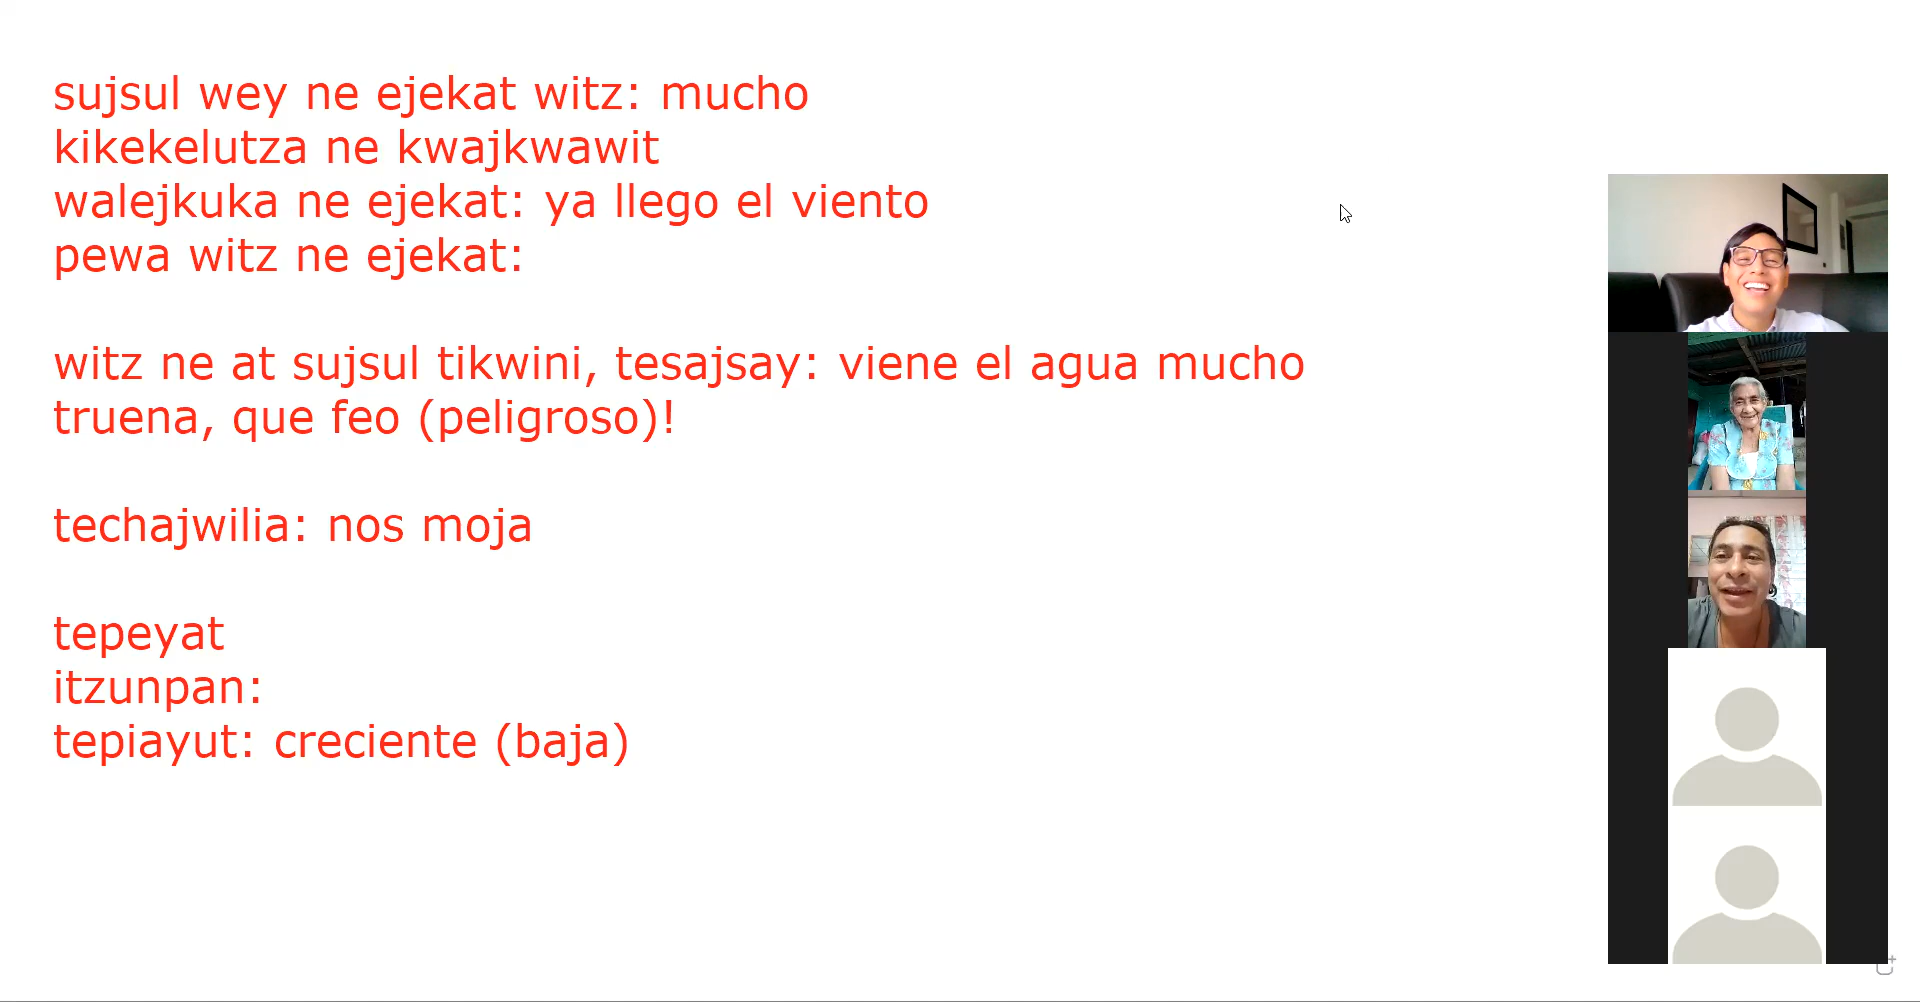 sujsul wey ne ejekat witz: mucho
kikekelutza ne kwajkwawit
walejkuka ne ejekat: ya llego el viento
pewa witz ne ejekat:
witz ne at sujsul tikwini, tesajsay: viene el agua mucho
truena, que feo (peligroso)!
techajwilia: nos moja
tepeyat
itzunpan:
tepiayut: creciente (baja)